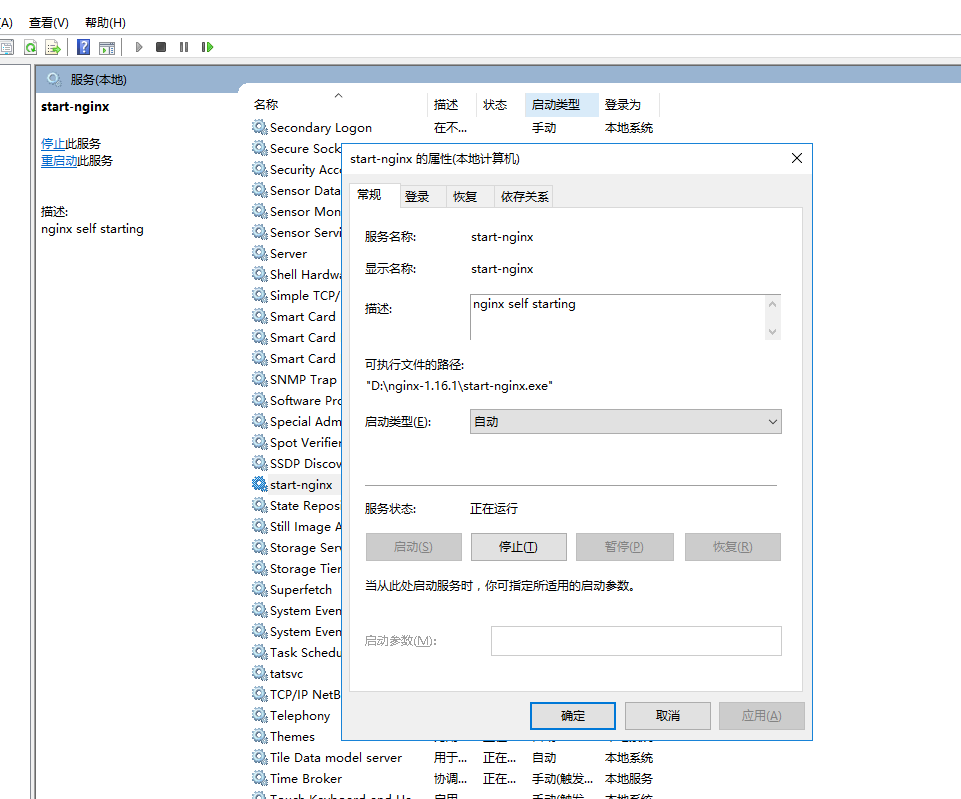 (A) 查看(V) 帮助(H)
服务(本地)
start-nginx
停止此服务
重启动此服务
描述:
nginx self starting
名称 描述 状态 启动类型 登录为
Secondary Logon 在不... 手动 本地系统
Secure Sock
Security Acc
Sensor Data
Sensor Mon
Sensor Servi
Server
Shell Hardwa
Simple TCP/
Smart Card
Smart Card
Smart Card
SNMP Trap
Software Pro
Special Adm
Spot Verifier
SSDP Discov
start-nginx
State Repos
Still Image A
Storage Serv
Storage Tier
Superfetch
System Even
System Even
Task Schedu
tatsvc
TCP/IP NetB
Telephony
Themes
Tile Data model server 用于... 正在... 自动 本地系统
Time Broker 协调... 正在... 手动(触发... 本地服务
start-nginx 的属性(本地计算机)
常规 登录 恢复 依存关系
服务名称: start-nginx
显示名称: start-nginx
描述: nginx self starting
可执行文件的路径:
"D:\nginx-1.16.1\start-nginx.exe"
启动类型(E): 自动
服务状态: 正在运行
启动(S) 停止(T) 暂停(P) 恢复(R)
当从此处启动服务时，你可指定所适用的启动参数。
启动参数(M):
确定 取消 应用(A)